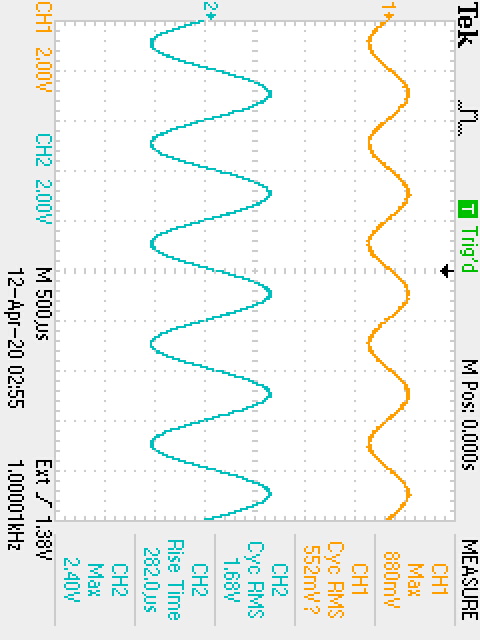 Tek T Trig'd M Pos: 0.000s MEASURE
CH1
Max
880mV
CH1
Cyc RMS
552mV?
CH2
Cyc RMS
1.68V
CH2
Rise Time
282.0µs
CH2
Max
2.40V
1
2
CH1 2.00V CH2 2.00V M 500µs Ext 1.38V
12-Apr-20 02:55 1.00001kHz